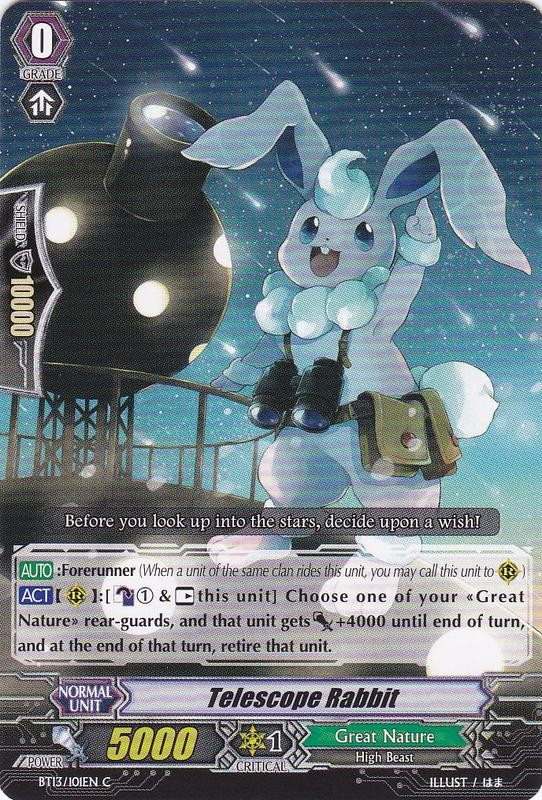 0
GRADE
SHIELD 10000
Before you look up into the stars, decide upon a wish!
AUTO :Forerunner (When a unit of the same clan rides this unit, you may call this unit to R)
ACT【R】:[① & this unit] Choose one of your «Great
Nature» rear-guards, and that unit gets +4000 until end of turn,
and at the end of that turn, retire that unit.
NORMAL
UNIT
Telescope Rabbit
POWER 5000
1
CRITICAL
Great Nature
High Beast
BT13/101EN C
ILLUST / はま